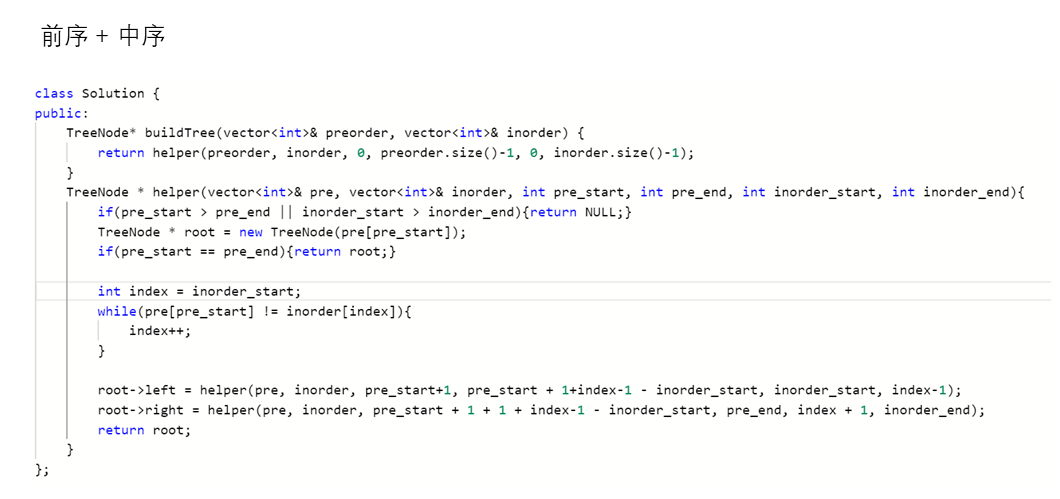 前序 + 中序
class Solution {
public:
    TreeNode* buildTree(vector<int>& preorder, vector<int>& inorder) {
        return helper(preorder, inorder, 0, preorder.size()-1, 0, inorder.size()-1);
    }
    TreeNode * helper(vector<int>& pre, vector<int>& inorder, int pre_start, int pre_end, int inorder_start, int inorder_end){
        if(pre_start > pre_end || inorder_start > inorder_end){return NULL;}
        TreeNode * root = new TreeNode(pre[pre_start]);
        if(pre_start == pre_end){return root;}
        int index = inorder_start;
        while(pre[pre_start] != inorder[index]){
            index++;
        }
        root->left = helper(pre, inorder, pre_start+1, pre_start + 1+index-1 - inorder_start, inorder_start, index-1);
        root->right = helper(pre, inorder, pre_start + 1 + 1 + index-1 - inorder_start, pre_end, index + 1, inorder_end);
        return root;
    }
};